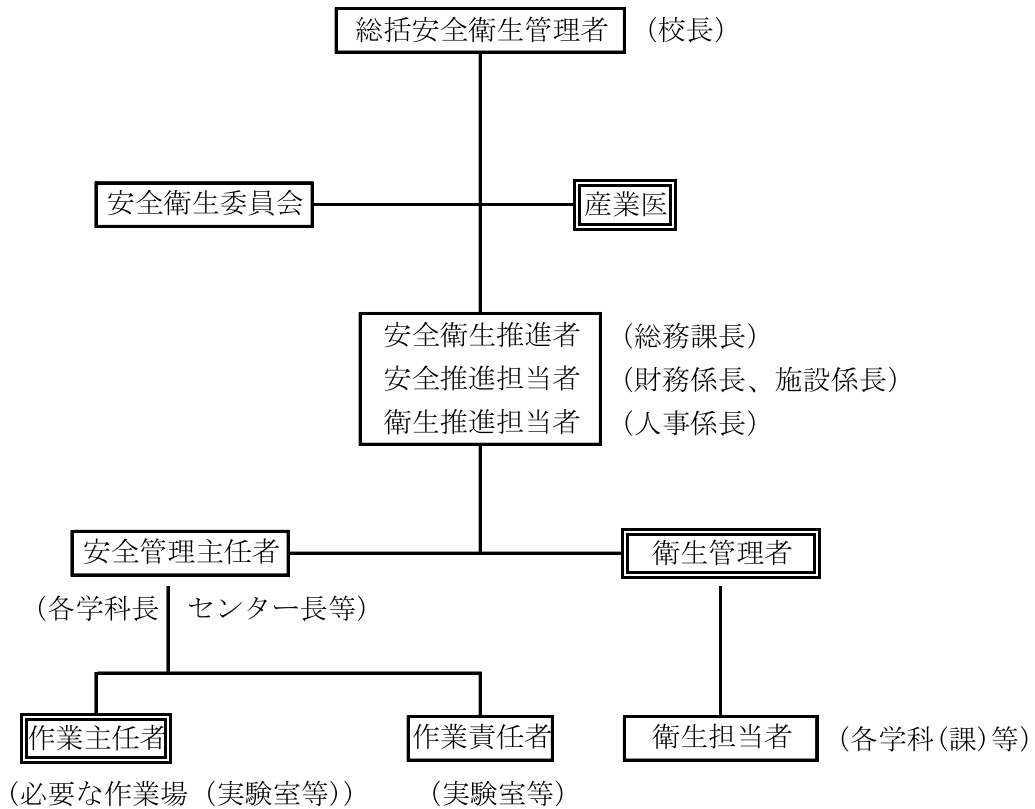 総括安全衛生管理者 （校長）
安全衛生委員会 産業医
安全衛生推進者 （総務課長）
安全推進担当者 （財務係長、施設係長）
衛生推進担当者 （人事係長）
安全管理主任者 衛生管理者
（各学科長 センター長等）
作業主任者 作業責任者 衛生担当者 （各学科(課)等）
（必要な作業場（実験室等）） （実験室等）